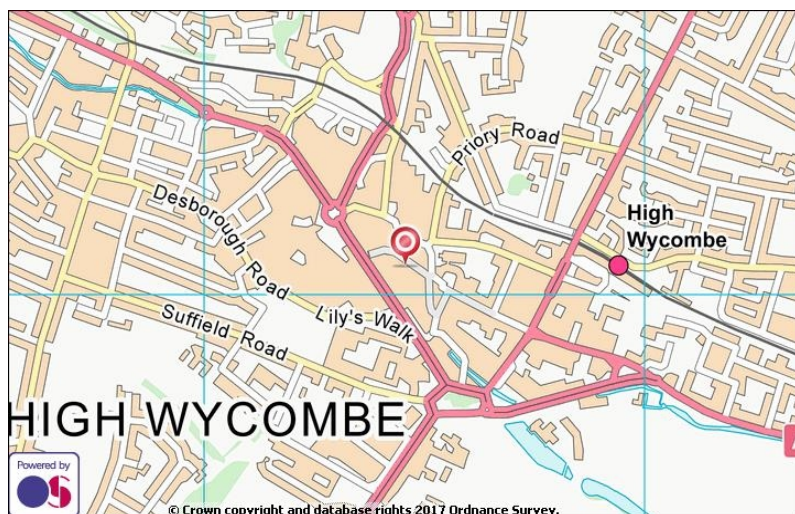 Priory Road
Desborough Road
High
Wycombe
Lily's Walk
Suffield Road
HIGH WYCOMBE
Powered by
OS
© Crown copyright and database rights 2017 Ordnance Survey.